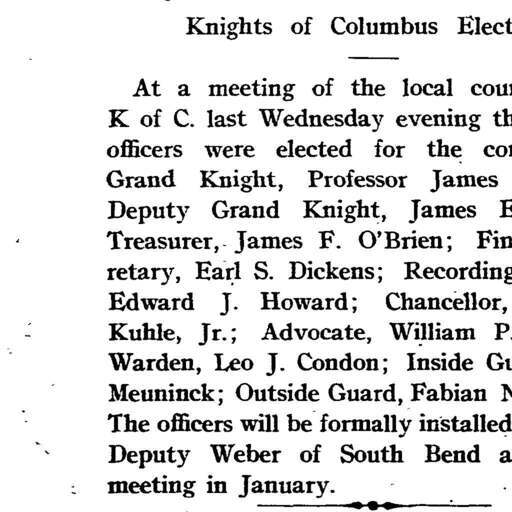 Knights of Columbus Elect
At a meeting of the local coun
K of C. last Wednesday evening th
officers were elected for the co
Grand Knight, Professor James
Deputy Grand Knight, James E
Treasurer, James F. O'Brien; Fin
retary, Earl S. Dickens; Recording
Edward J. Howard; Chancellor,
Kuhle, Jr.; Advocate, William P.
Warden, Leo J. Condon; Inside Gu
Meuninck; Outside Guard, Fabian N
The officers will be formally installed
Deputy Weber of South Bend a
meeting in January.